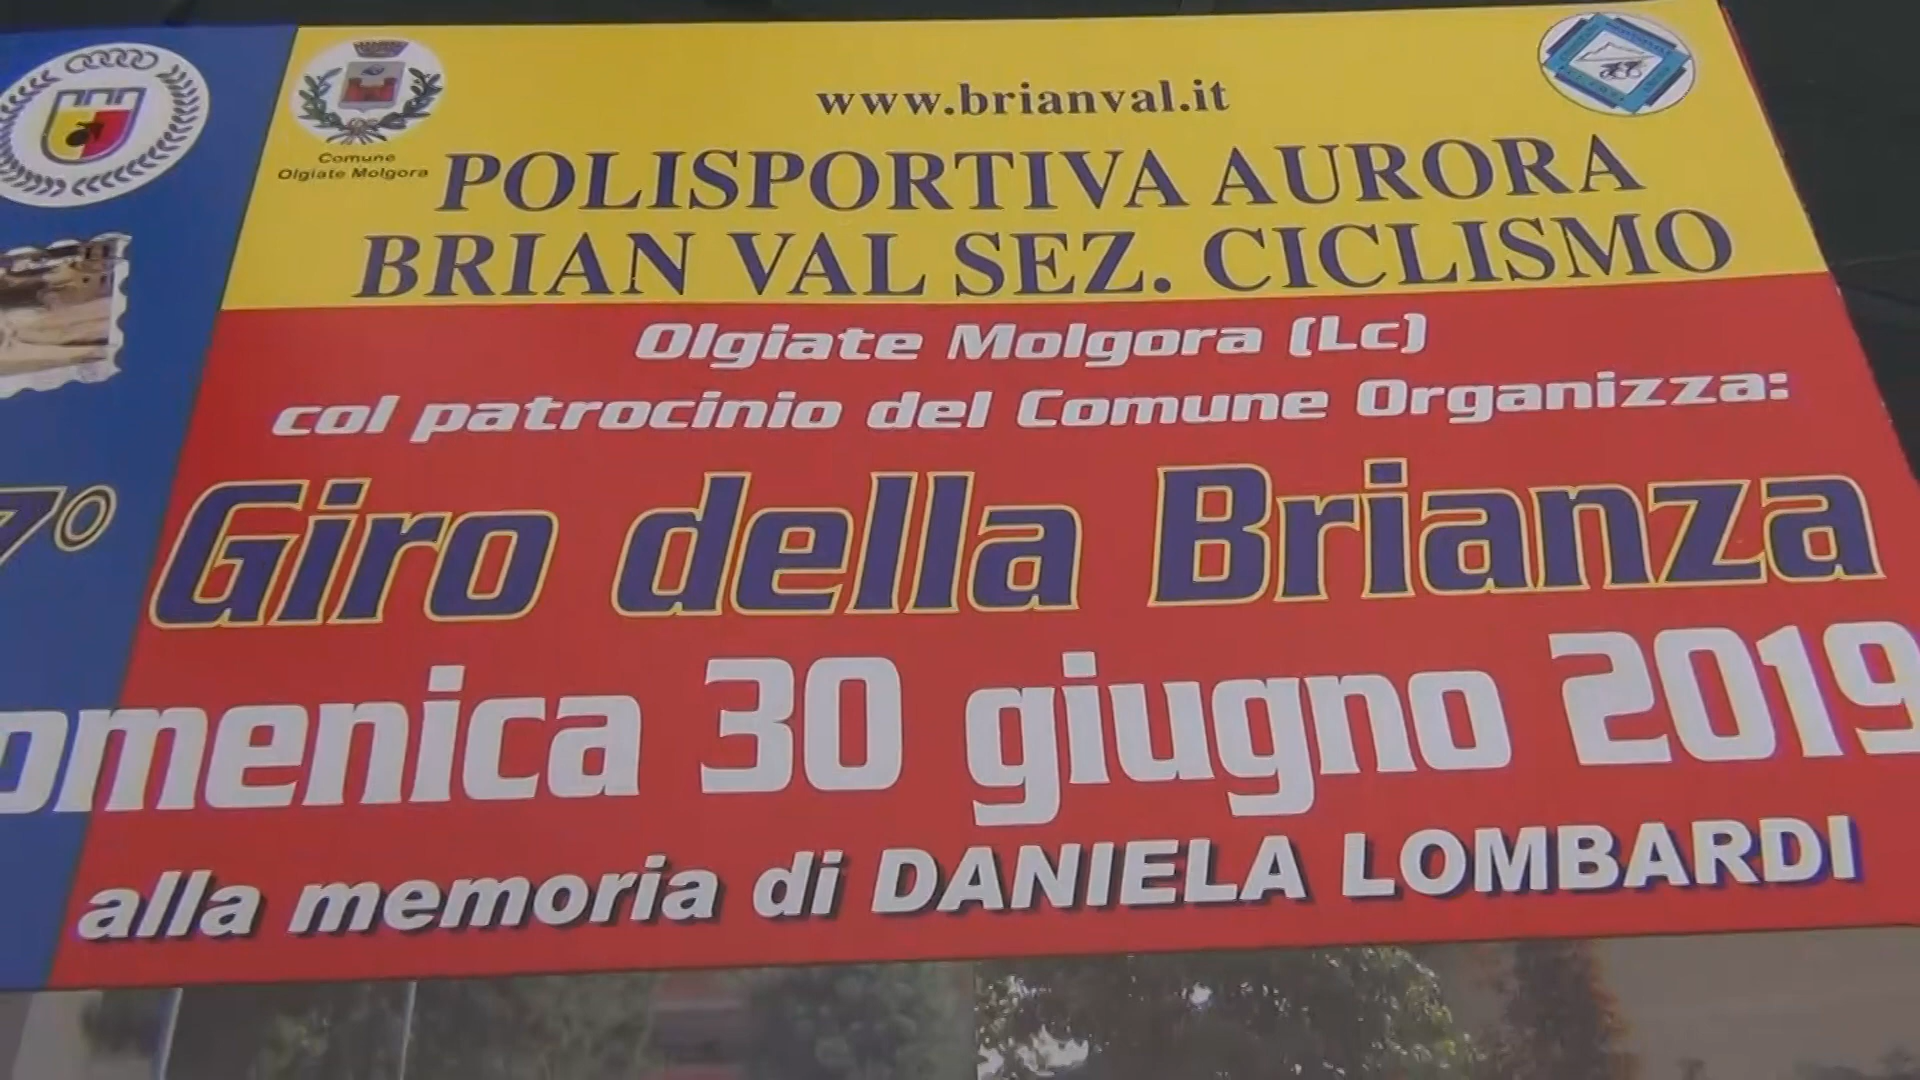 www.brianval.it
Comune
Olgiate Molgora
POLISPORTIVA AURORA
BRIAN VAL SEZ. CICLISMO
Olgiate Molgora (Lc)
col patrocinio del Comune Organizza:
7° Giro della Brianza
omenica 30 giugno 2019
alla memoria di DANIELA LOMBARDI